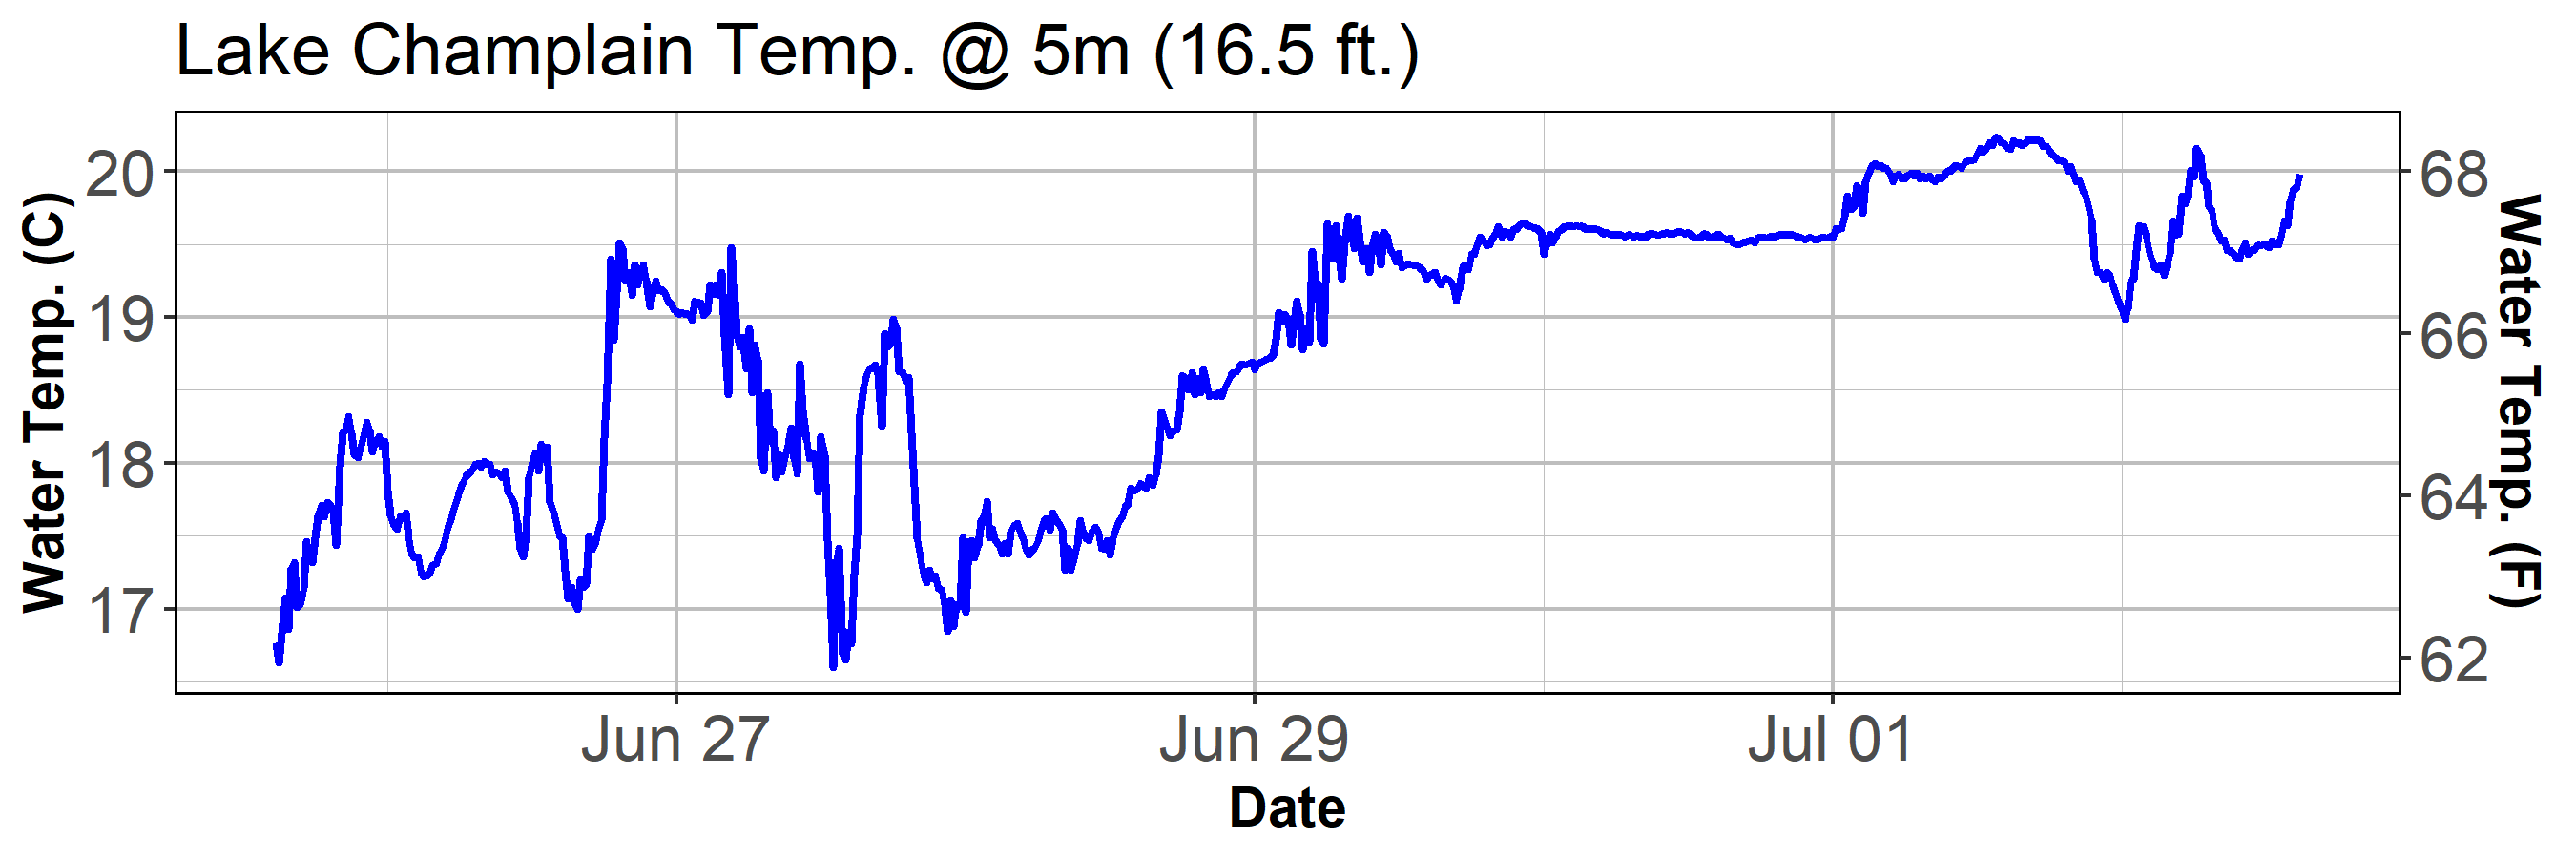 Lake Champlain Temp. @ 5m (16.5 ft.)
Water Temp. (C)
20
19
18
17
68
66
64
62
Water Temp. (F)
Jun 27 Jun 29 Jul 01
Date